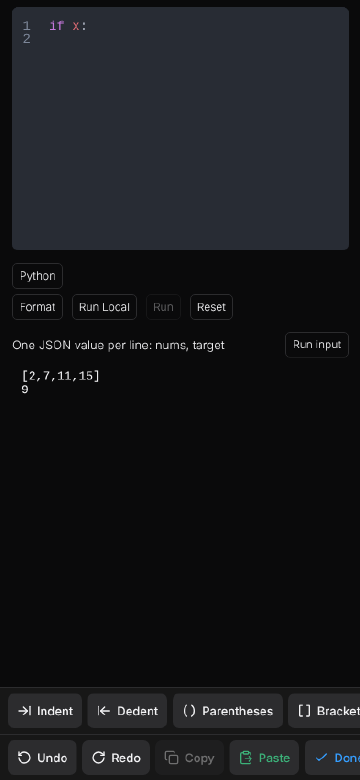 1 if x:
2
Python
Format Run Local Run Reset
One JSON value per line: nums, target Run input
[2,7,11,15]
9
Indent Dedent () Parentheses [] Bracket
Undo Redo Copy Paste Done